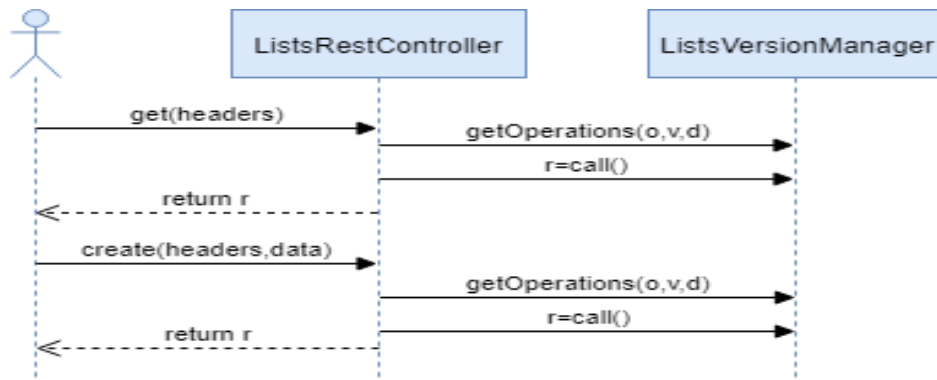 ListsRestController
ListsVersionManager
get(headers)
getOperations(o,v,d)
r=call()
return r
create(headers,data)
getOperations(o,v,d)
r=call()
return r